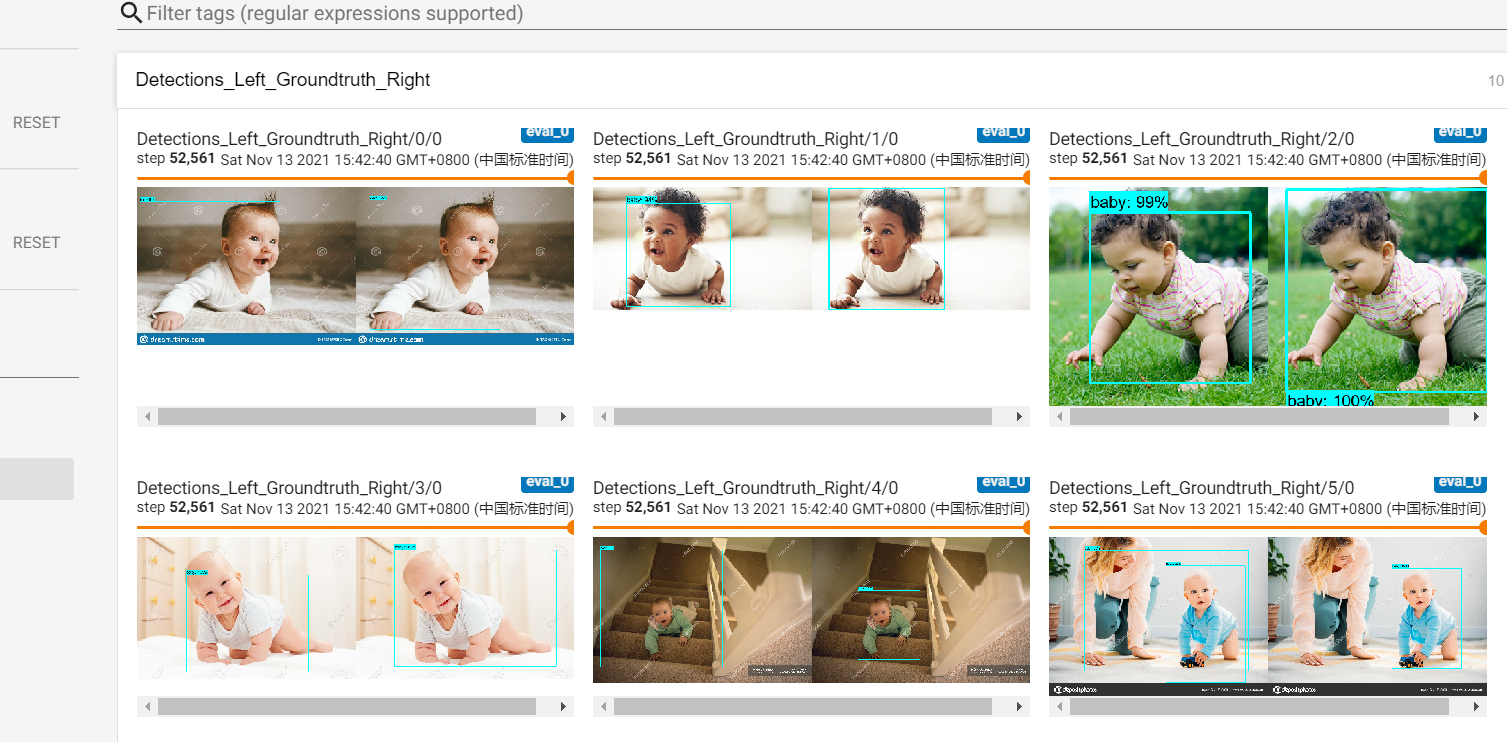 Filter tags (regular expressions supported)
Detections_Left_Groundtruth_Right
10
RESET
Detections_Left_Groundtruth_Right/0/0
eval_0
step 52,561 Sat Nov 13 2021 15:42:40 GMT+0800 (中国标准时间)
Detections_Left_Groundtruth_Right/1/0
eval_0
step 52,561 Sat Nov 13 2021 15:42:40 GMT+0800 (中国标准时间)
Detections_Left_Groundtruth_Right/2/0
eval_0
step 52,561 Sat Nov 13 2021 15:42:40 GMT+0800 (中国标准时间)
dreamstime.com
dreamstime.com
baby: 94%
baby: 99%
baby: 100%
RESET
Detections_Left_Groundtruth_Right/3/0
eval_0
step 52,561 Sat Nov 13 2021 15:42:40 GMT+0800 (中国标准时间)
Detections_Left_Groundtruth_Right/4/0
eval_0
step 52,561 Sat Nov 13 2021 15:42:40 GMT+0800 (中国标准时间)
Detections_Left_Groundtruth_Right/5/0
eval_0
step 52,561 Sat Nov 13 2021 15:42:40 GMT+0800 (中国标准时间)
depositphotos
depositphotos